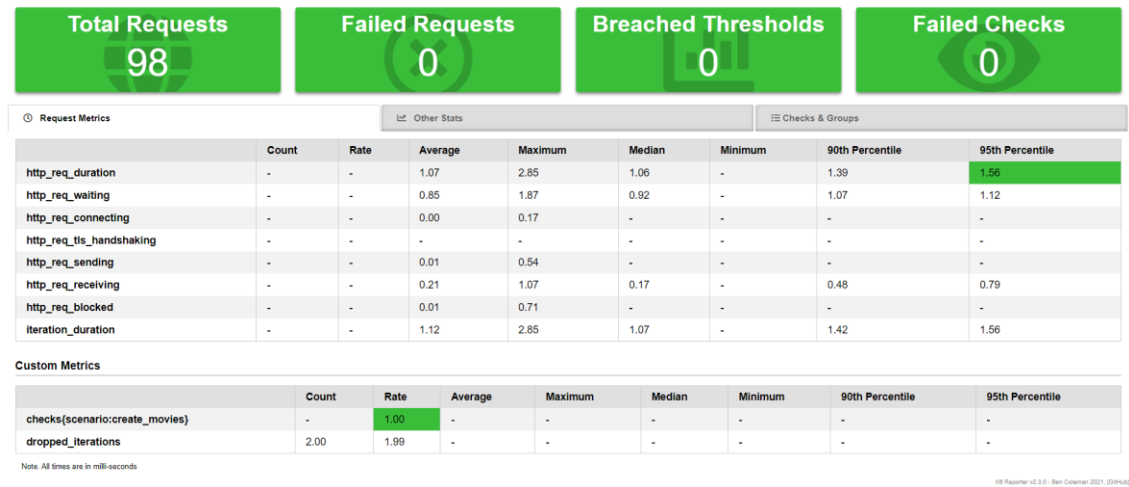 Total Requests Failed Requests Breached Thresholds Failed Checks
98 0 0 0
Request Metrics Other Stats Checks & Groups
Count Rate Average Maximum Median Minimum 90th Percentile 95th Percentile
http_req_duration - - 1.07 2.85 1.06 - 1.39 1.56
http_req_waiting - - 0.85 1.87 0.92 - 1.07 1.12
http_req_connecting - - 0.00 0.17 - - - -
http_req_tls_handshaking - - - - - - - -
http_req_sending - - 0.01 0.54 - - - -
http_req_receiving - - 0.21 1.07 0.17 - 0.48 0.79
http_req_blocked - - 0.01 0.71 - - - -
iteration_duration - - 1.12 2.85 1.07 - 1.42 1.56
Custom Metrics
Count Rate Average Maximum Median Minimum 90th Percentile 95th Percentile
checks{scenario:create_movies} - 1.00 - - - - - -
dropped_iterations 2.00 1.99 - - - - - -
Note. All times are in milli-seconds
K6 Reporter v2.3.0 - Ben Coleman 2021, [GitHub]